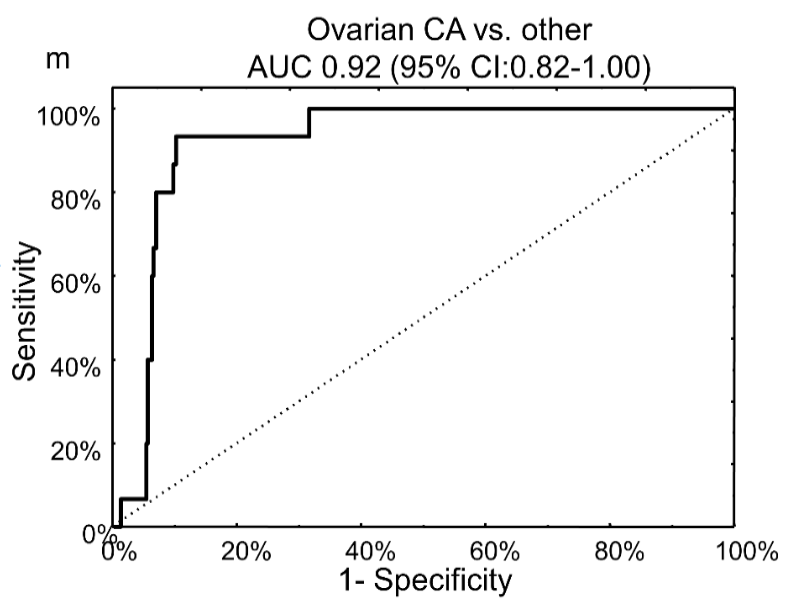 Ovarian CA vs. other
m
AUC 0.92 (95% CI:0.82-1.00)
100%
80%
60%
40%
20%
0%
Sensitivity
0%
20%
40%
60%
80%
100%
1- Specificity